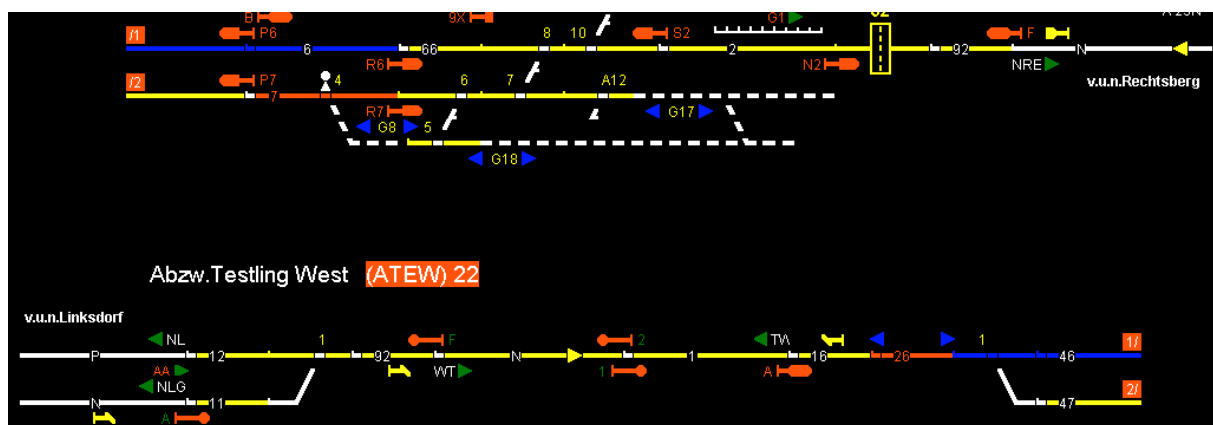 B 9X G1
/1 P6 8 10 S2 F
6 66 2 92 N
R6 N2 NRE
v.u.n.Rechtsberg
/2 P7 4 6 7 A12
7
R7 G8 5 G17
G18
Abzw.Testling West (ATEW) 22
v.u.n.Linksdorf
NL 1 F 2 TW 1 1/
P 12 92 N 1 16 26 46
AA WT 1 A
NLG
N 11 47 2/
A